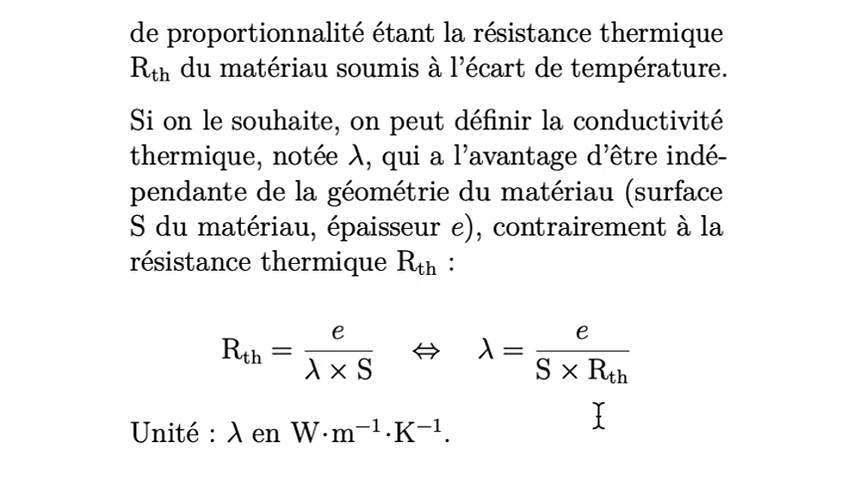 de proportionnalité étant la résistance thermique
Rth du matériau soumis à l'écart de température.
Si on le souhaite, on peut définir la conductivité
thermique, notée λ, qui a l'avantage d'être indé-
pendante de la géométrie du matériau (surface
S du matériau, épaisseur e), contrairement à la
résistance thermique Rth :
Rth = e / (λ × S) ⇔ λ = e / (S × Rth)
Unité : λ en W·m⁻¹·K⁻¹.